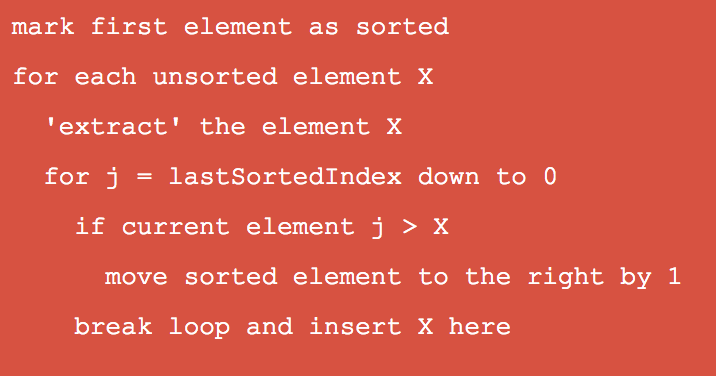 mark first element as sorted
for each unsorted element X
'extract' the element X
for j = lastSortedIndex down to 0
if current element j > X
move sorted element to the right by 1
break loop and insert X here